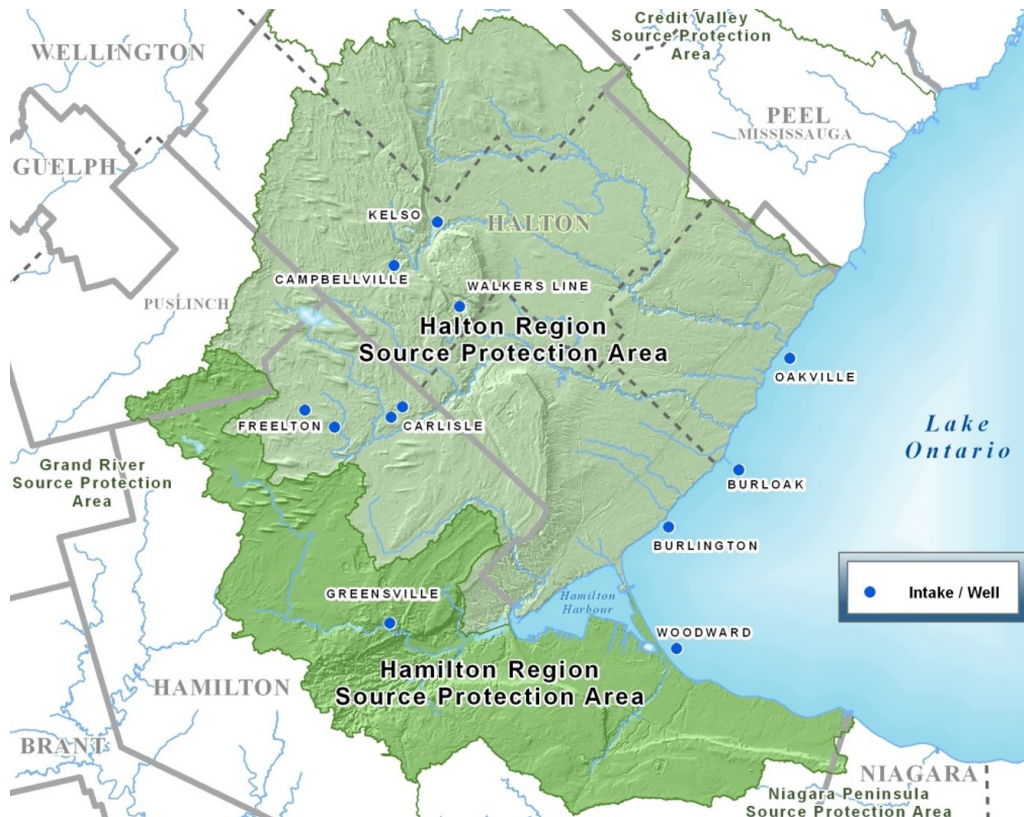 Credit Valley
Source Protection
Area
WELLINGTON
PEEL
MISSISSAUGA
GUELPH
KELSO
HALTON
CAMPBELLVILLE
WALKERS LINE
PUSLINCH
Halton Region
Source Protection Area
OAKVILLE
FREELTON
CARLISLE
Lake
Ontario
Grand River
Source Protection
Area
BURLOAK
BURLINGTON
Intake / Well
GREENSVILLE
Hamilton
Harbour
WOODWARD
Hamilton Region
Source Protection Area
HAMILTON
BRANT
NIAGARA
Niagara Peninsula
Source Protection Area